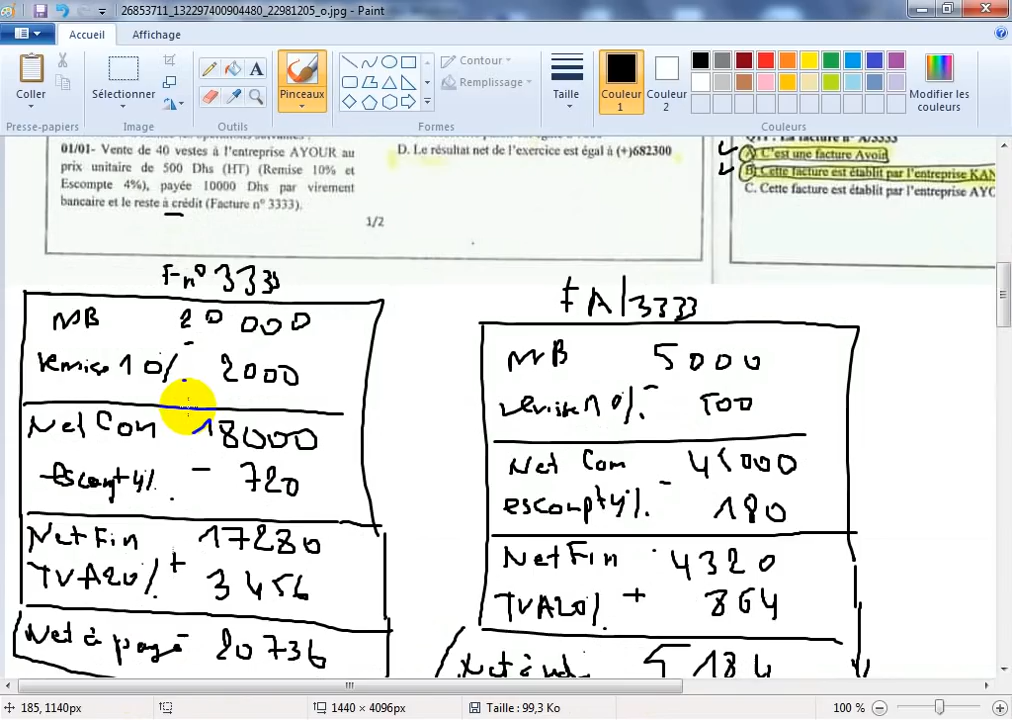 26853711_132297400904480_22981205_o.jpg - Paint
Accueil
Affichage
Coller
Sélectionner
Pinceaux
Contour
Remplissage
Taille
Couleur
1
Couleur
2
Modifier les
couleurs
Presse-papiers
Image
Outils
Formes
Couleurs
01/01- Vente de 40 vestes à l'entreprise AYOUR au
prix unitaire de 500 Dhs (HT) (Remise 10% et
Escompte 4%), payée 10000 Dhs par virement
bancaire et le reste à crédit (Facture n° 3333).
D. Le résultat net de l'exercice est égal à (+)682300
1/2
A) C'est une facture Avoir
B) Cette facture est établit par l'entreprise KAN
C. Cette facture est établit par l'entreprise AYO
F n° 3333
MB 20 000
remise 10% - 2000
Net Com 18000
escompt 4% - 720
Net Fin 17280
TVA 20% + 3456
Net à payé 20736
FA/3333
MB 5000
remise 10% - 500
Net Com 45000
escompt 4% - 180
Net Fin 4320
TVA 20% + 864
5184
185, 1140px
1440 × 4096px
Taille : 99,3 Ko
100 %